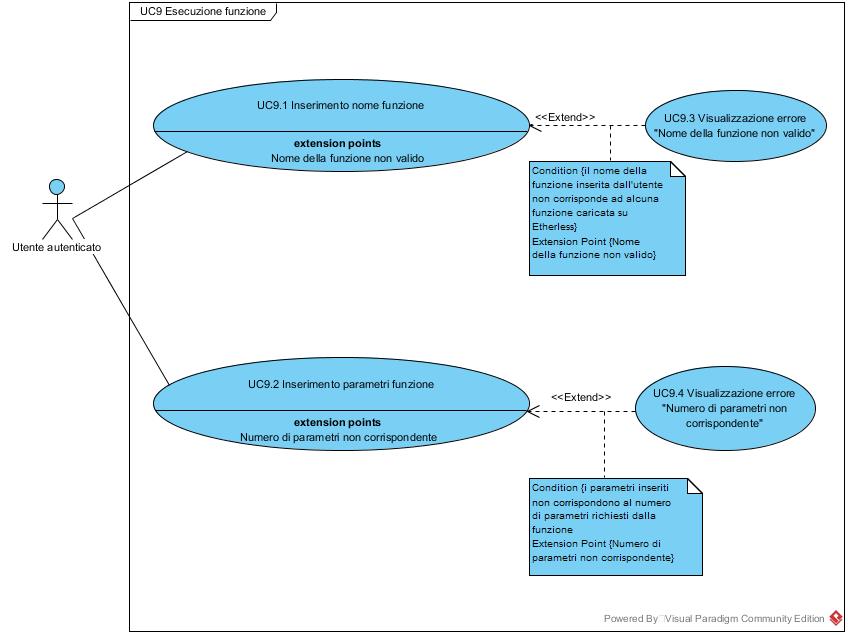 UC9 Esecuzione funzione
UC9.1 Inserimento nome funzione
extension points
Nome della funzione non valido
<<Extend>>
UC9.3 Visualizzazione errore
"Nome della funzione non valido"
Condition {il nome della
funzione inserita dall'utente
non corrisponde ad alcuna
funzione caricata su
Etherless}
Extension Point {Nome
della funzione non valido}
Utente autenticato
UC9.2 Inserimento parametri funzione
extension points
Numero di parametri non corrispondente
<<Extend>>
UC9.4 Visualizzazione errore
"Numero di parametri non
corrispondente"
Condition {i parametri inseriti
non corrispondono al numero
di parametri richiesti dalla
funzione
Extension Point {Numero di
parametri non corrispondente}
Powered By Visual Paradigm Community Edition